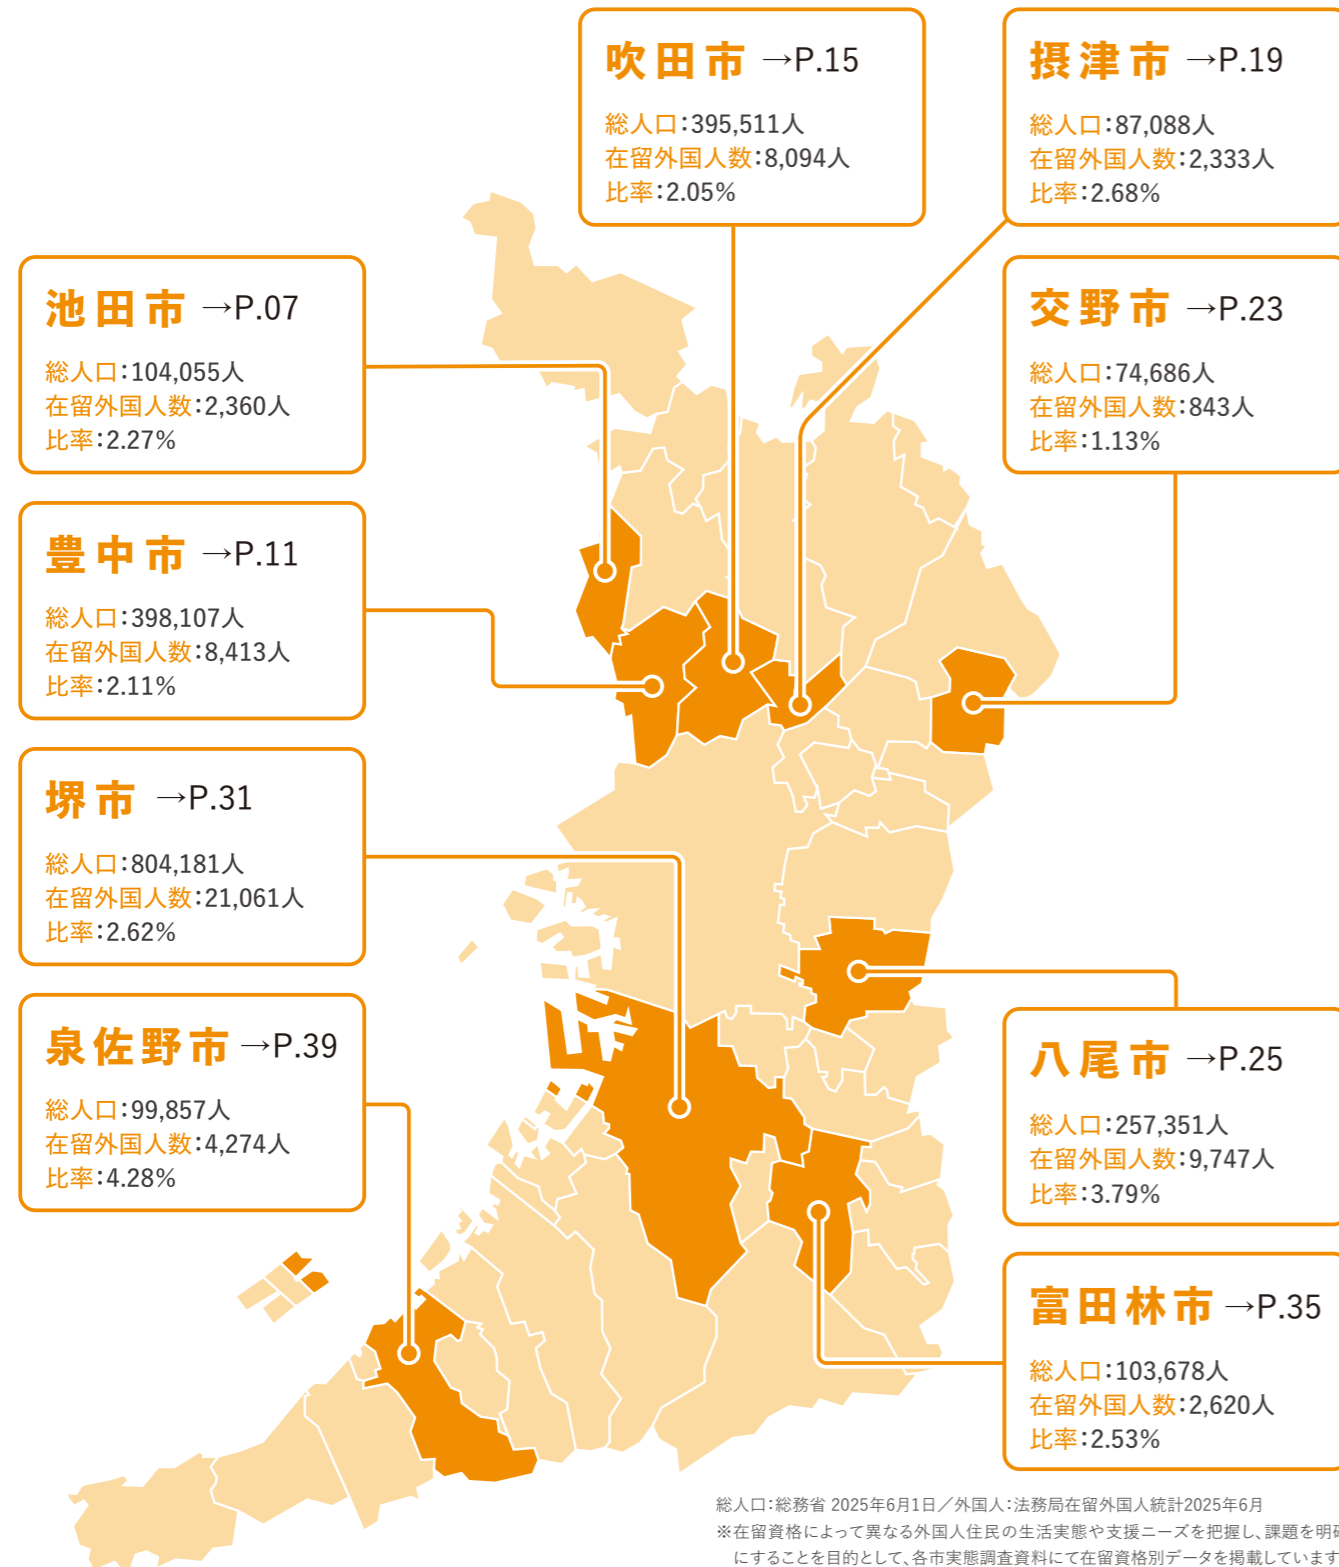 吹田市 →P.15
総人口：395,511人
在留外国人数：8,094人
比率：2.05%
摂津市 →P.19
総人口：87,088人
在留外国人数：2,333人
比率：2.68%
池田市 →P.07
総人口：104,055人
在留外国人数：2,360人
比率：2.27%
交野市 →P.23
総人口：74,686人
在留外国人数：843人
比率：1.13%
豊中市 →P.11
総人口：398,107人
在留外国人数：8,413人
比率：2.11%
堺市 →P.31
総人口：804,181人
在留外国人数：21,061人
比率：2.62%
泉佐野市 →P.39
総人口：99,857人
在留外国人数：4,274人
比率：4.28%
八尾市 →P.25
総人口：257,351人
在留外国人数：9,747人
比率：3.79%
富田林市 →P.35
総人口：103,678人
在留外国人数：2,620人
比率：2.53%
総人口：総務省 2025年6月1日／外国人：法務局在留外国人統計2025年6月
※在留資格によって異なる外国人住民の生活実態や支援ニーズを把握し、課題を明確
にすることを目的として、各市実態調査資料にて在留資格別データを掲載しています